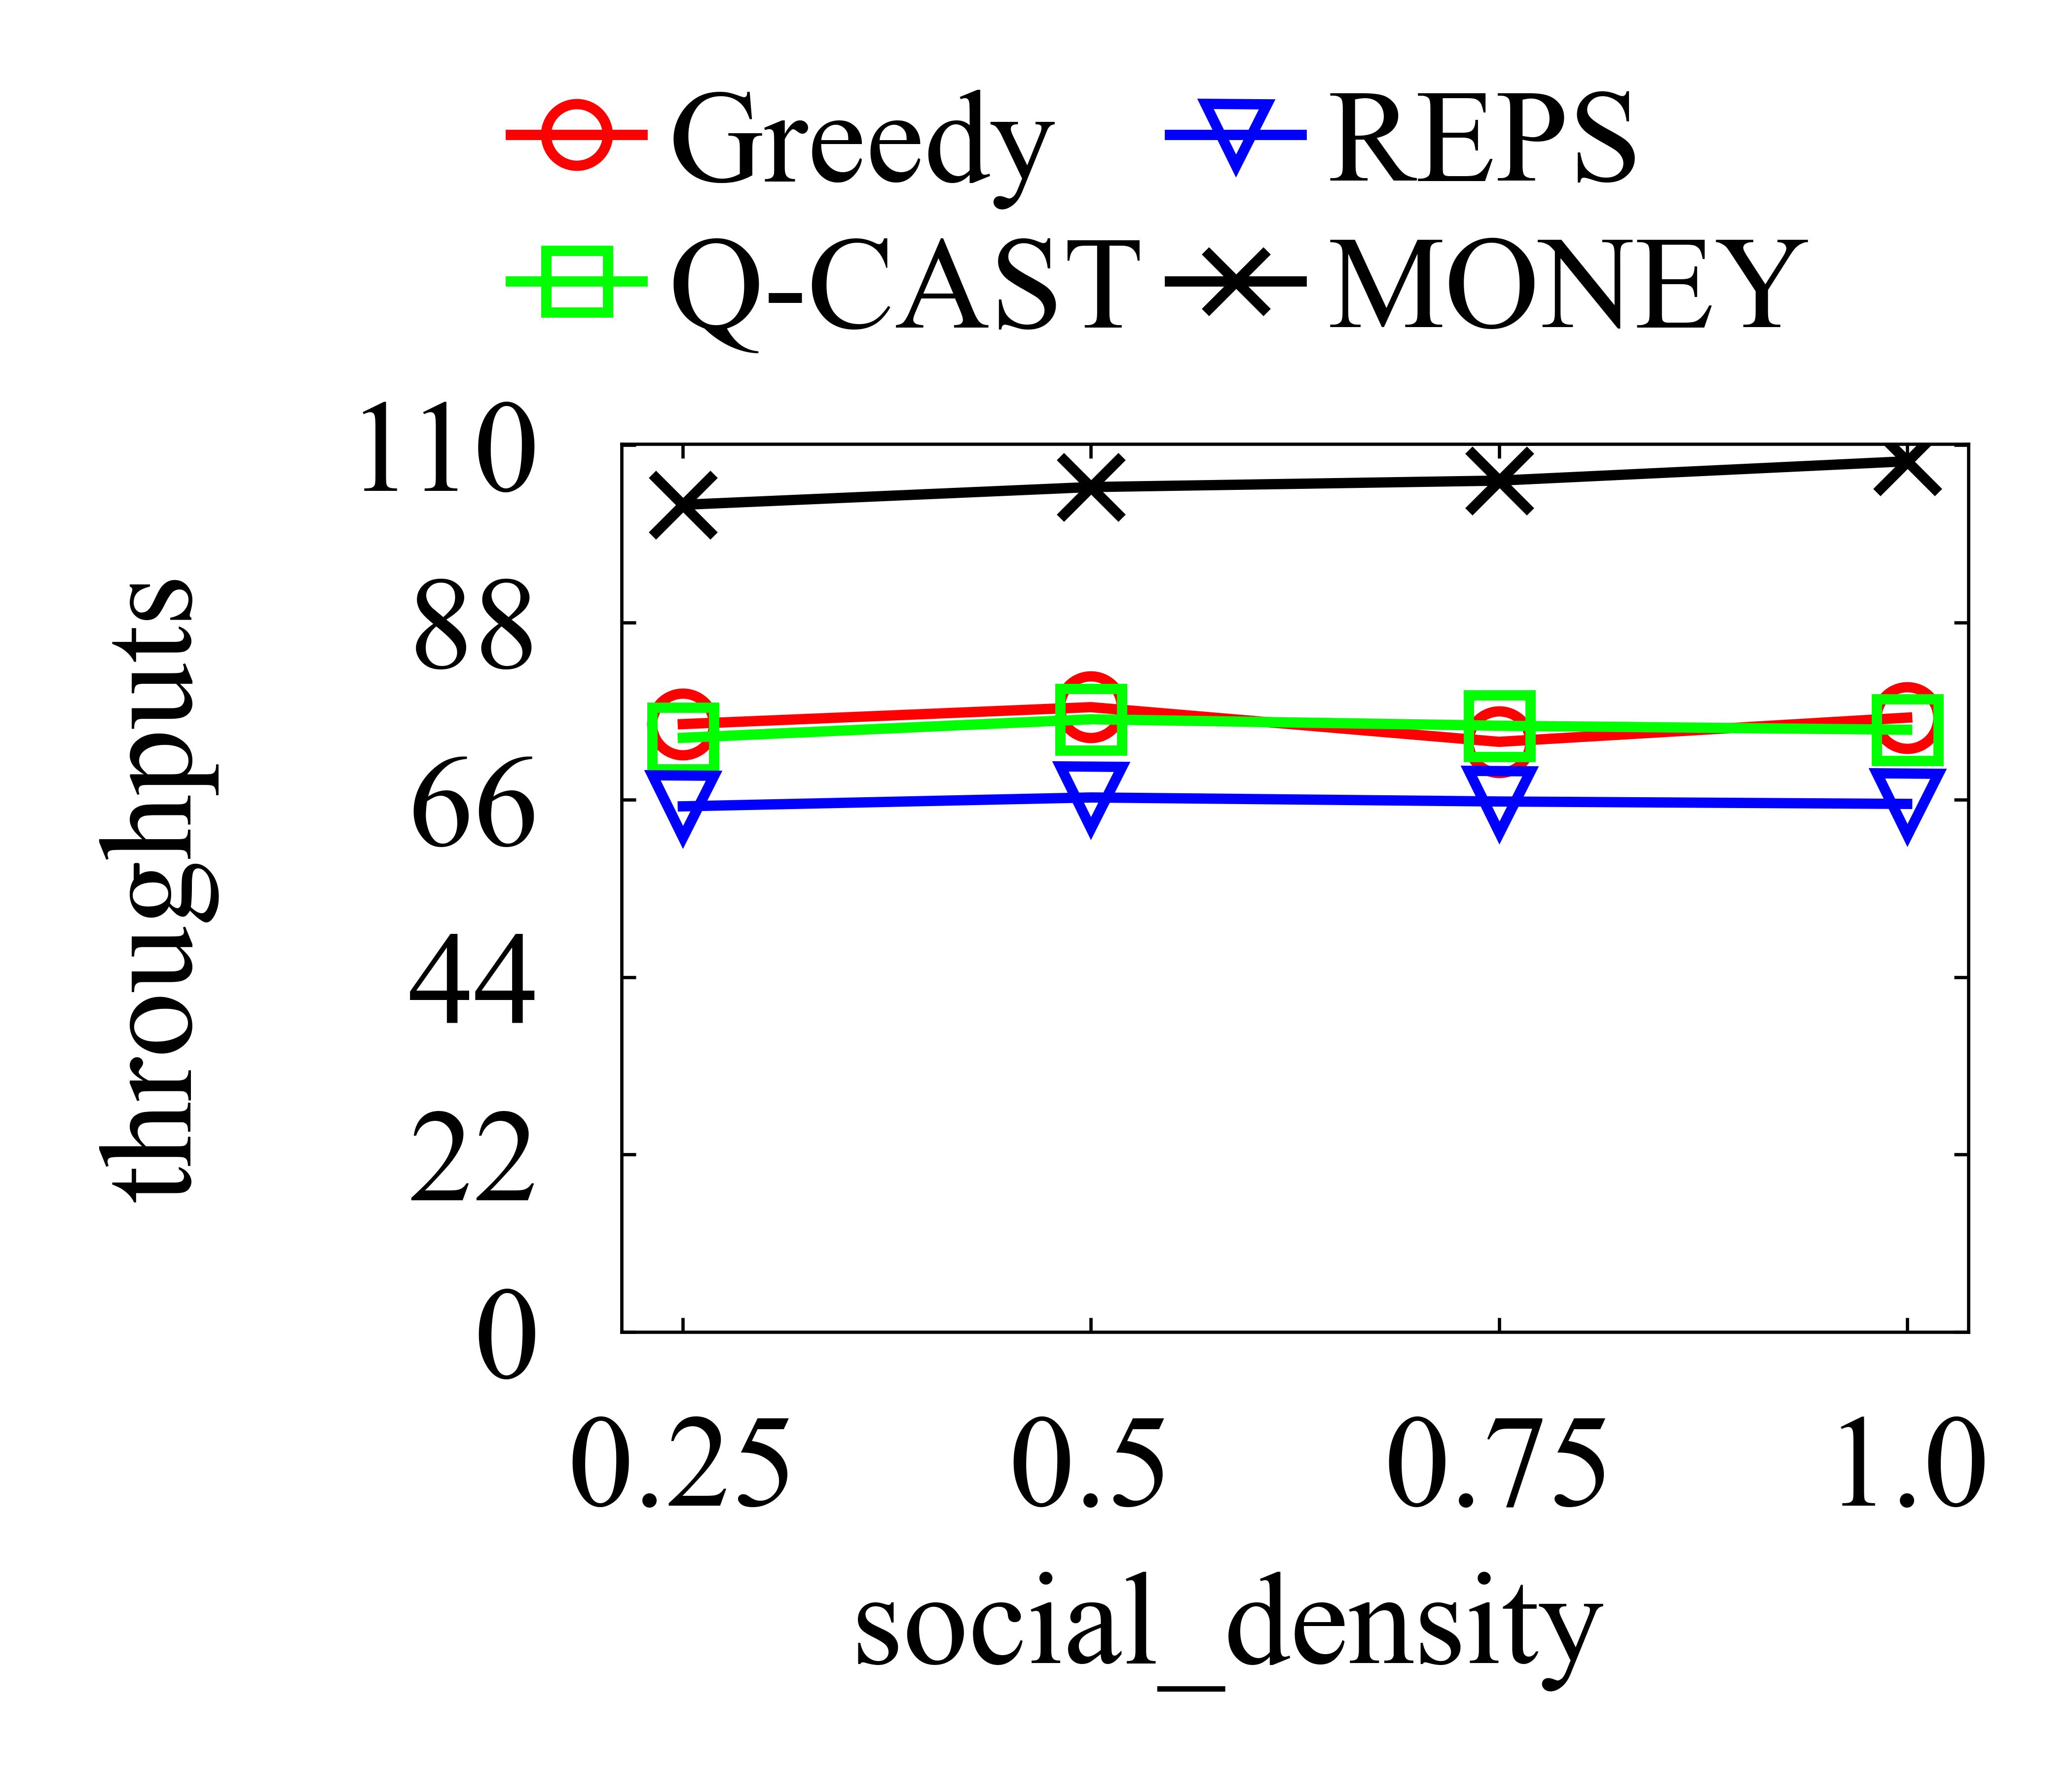 Greedy REPS
Q-CAST MONEY
110
88
66
44
22
0
throughputs
0.25 0.5 0.75 1.0
social_density